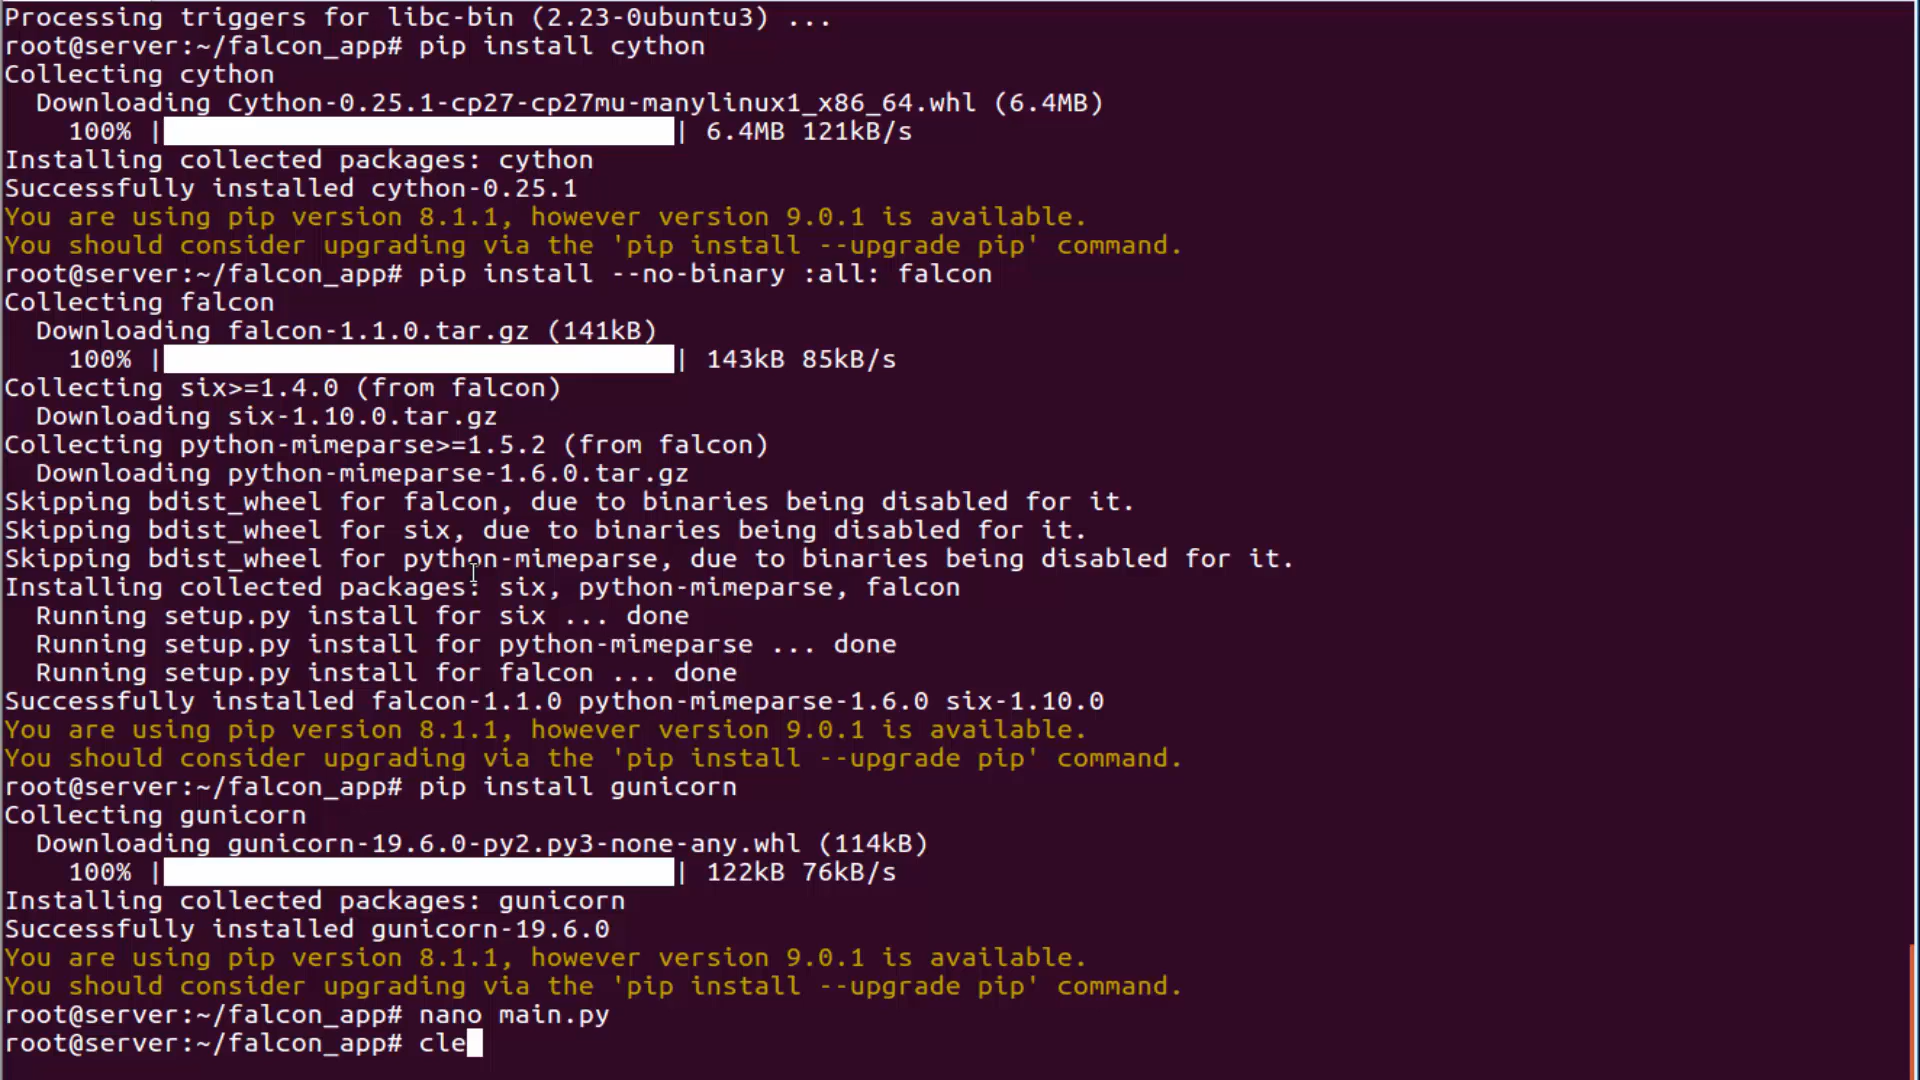 Processing triggers for libc-bin (2.23-0ubuntu3) ...
root@server:~/falcon_app# pip install cython
Collecting cython
  Downloading Cython-0.25.1-cp27-cp27mu-manylinux1_x86_64.whl (6.4MB)
    100% |████████████████████████████████| 6.4MB 121kB/s
Installing collected packages: cython
Successfully installed cython-0.25.1
You are using pip version 8.1.1, however version 9.0.1 is available.
You should consider upgrading via the 'pip install --upgrade pip' command.
root@server:~/falcon_app# pip install --no-binary :all: falcon
Collecting falcon
  Downloading falcon-1.1.0.tar.gz (141kB)
    100% |████████████████████████████████| 143kB 85kB/s
Collecting six>=1.4.0 (from falcon)
  Downloading six-1.10.0.tar.gz
Collecting python-mimeparse>=1.5.2 (from falcon)
  Downloading python-mimeparse-1.6.0.tar.gz
Skipping bdist_wheel for falcon, due to binaries being disabled for it.
Skipping bdist_wheel for six, due to binaries being disabled for it.
Skipping bdist_wheel for python-mimeparse, due to binaries being disabled for it.
Installing collected packages: six, python-mimeparse, falcon
  Running setup.py install for six ... done
  Running setup.py install for python-mimeparse ... done
  Running setup.py install for falcon ... done
Successfully installed falcon-1.1.0 python-mimeparse-1.6.0 six-1.10.0
You are using pip version 8.1.1, however version 9.0.1 is available.
You should consider upgrading via the 'pip install --upgrade pip' command.
root@server:~/falcon_app# pip install gunicorn
Collecting gunicorn
  Downloading gunicorn-19.6.0-py2.py3-none-any.whl (114kB)
    100% |████████████████████████████████| 122kB 76kB/s
Installing collected packages: gunicorn
Successfully installed gunicorn-19.6.0
You are using pip version 8.1.1, however version 9.0.1 is available.
You should consider upgrading via the 'pip install --upgrade pip' command.
root@server:~/falcon_app# nano main.py
root@server:~/falcon_app# cle